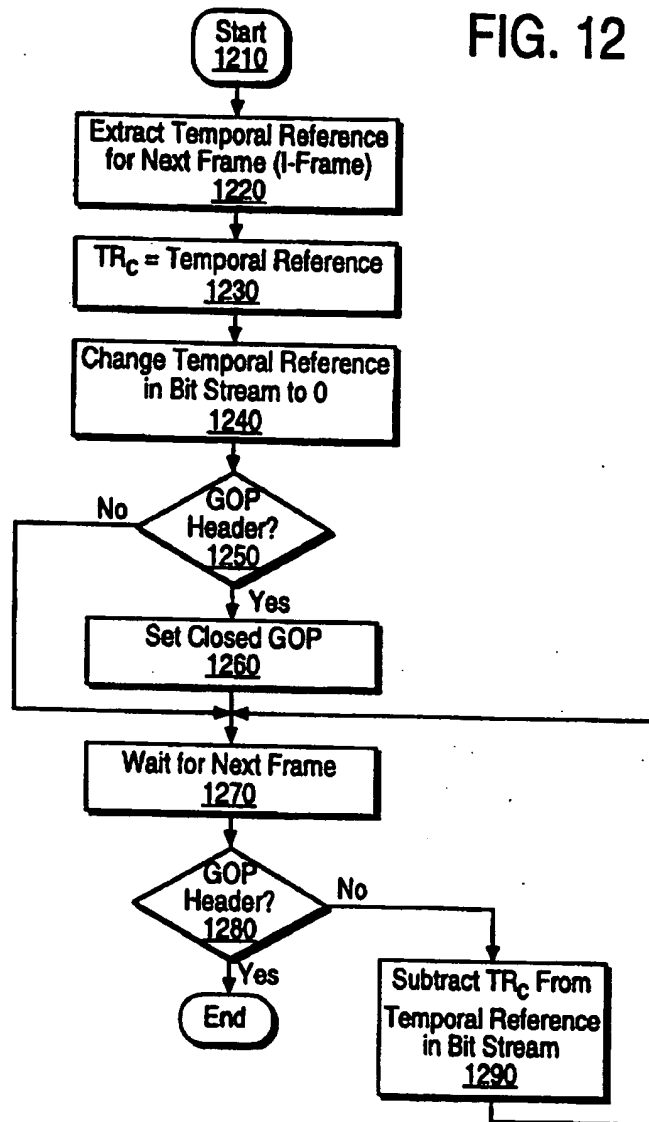 FIG. 12
Start
1210
Extract Temporal Reference
for Next Frame (I-Frame)
1220
TRC = Temporal Reference
1230
Change Temporal Reference
in Bit Stream to 0
1240
GOP
Header?
1250
No
Yes
Set Closed GOP
1260
Wait for Next Frame
1270
GOP
Header?
1280
No
Yes
End
Subtract TRC From
Temporal Reference
in Bit Stream
1290